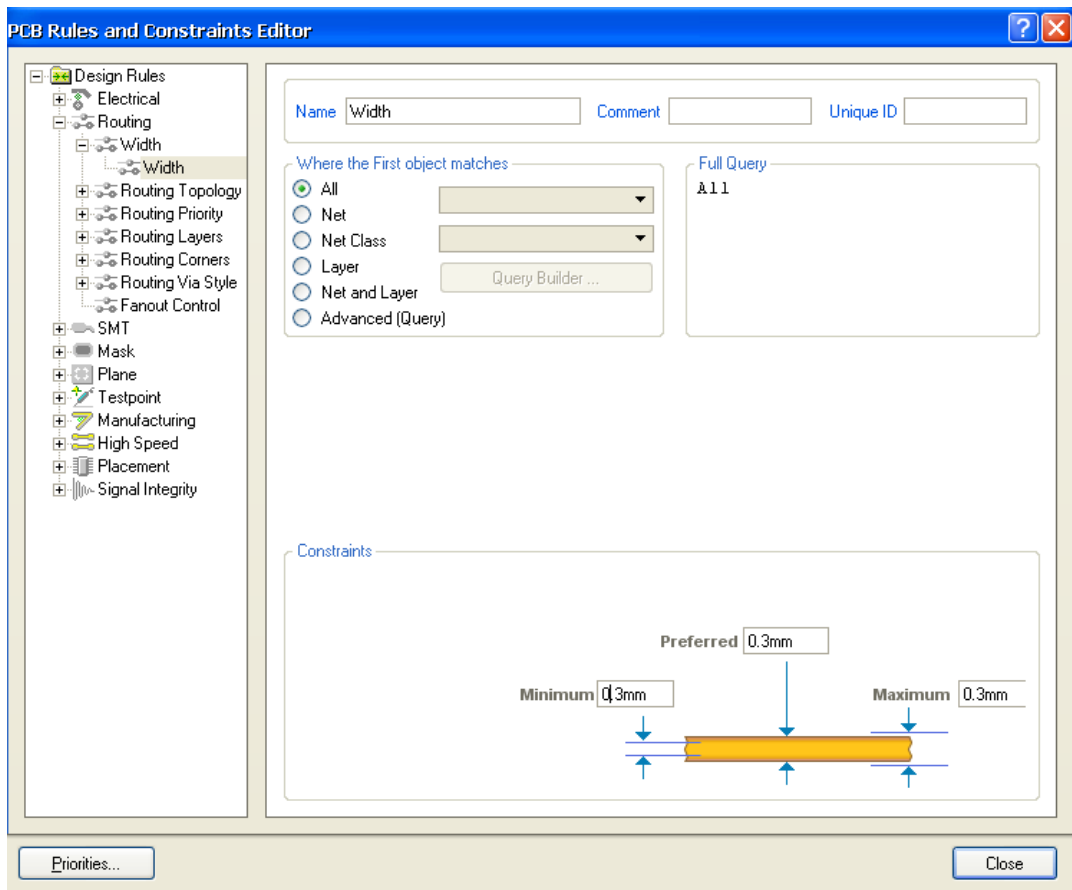 PCB Rules and Constraints Editor
Design Rules
Electrical
Routing
Width
Width
Routing Topology
Routing Priority
Routing Layers
Routing Corners
Routing Via Style
Fanout Control
SMT
Mask
Plane
Testpoint
Manufacturing
High Speed
Placement
Signal Integrity
Name Width Comment Unique ID
Where the First object matches
All
Net
Net Class
Layer
Net and Layer
Advanced (Query)
Query Builder ...
Full Query
All
Constraints
Preferred 0.3mm
Minimum 0.3mm Maximum 0.3mm
Priorities... Close